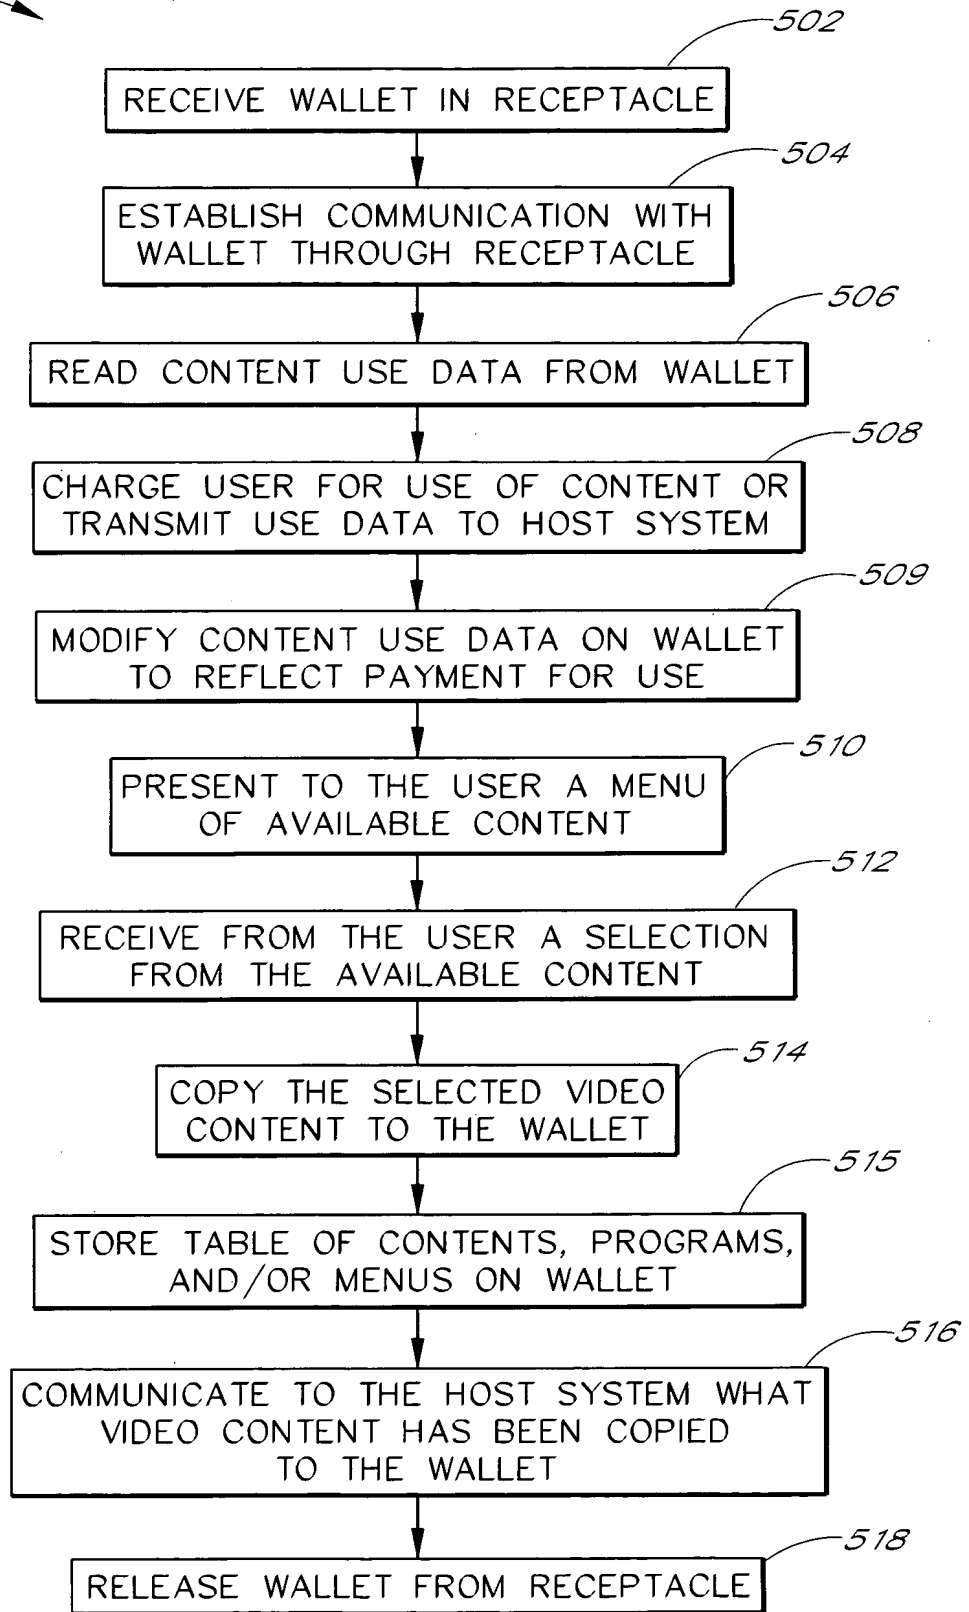 502
RECEIVE WALLET IN RECEPTACLE
504
ESTABLISH COMMUNICATION WITH
WALLET THROUGH RECEPTACLE
506
READ CONTENT USE DATA FROM WALLET
508
CHARGE USER FOR USE OF CONTENT OR
TRANSMIT USE DATA TO HOST SYSTEM
509
MODIFY CONTENT USE DATA ON WALLET
TO REFLECT PAYMENT FOR USE
510
PRESENT TO THE USER A MENU
OF AVAILABLE CONTENT
512
RECEIVE FROM THE USER A SELECTION
FROM THE AVAILABLE CONTENT
514
COPY THE SELECTED VIDEO
CONTENT TO THE WALLET
515
STORE TABLE OF CONTENTS, PROGRAMS,
AND/OR MENUS ON WALLET
516
COMMUNICATE TO THE HOST SYSTEM WHAT
VIDEO CONTENT HAS BEEN COPIED
TO THE WALLET
518
RELEASE WALLET FROM RECEPTACLE